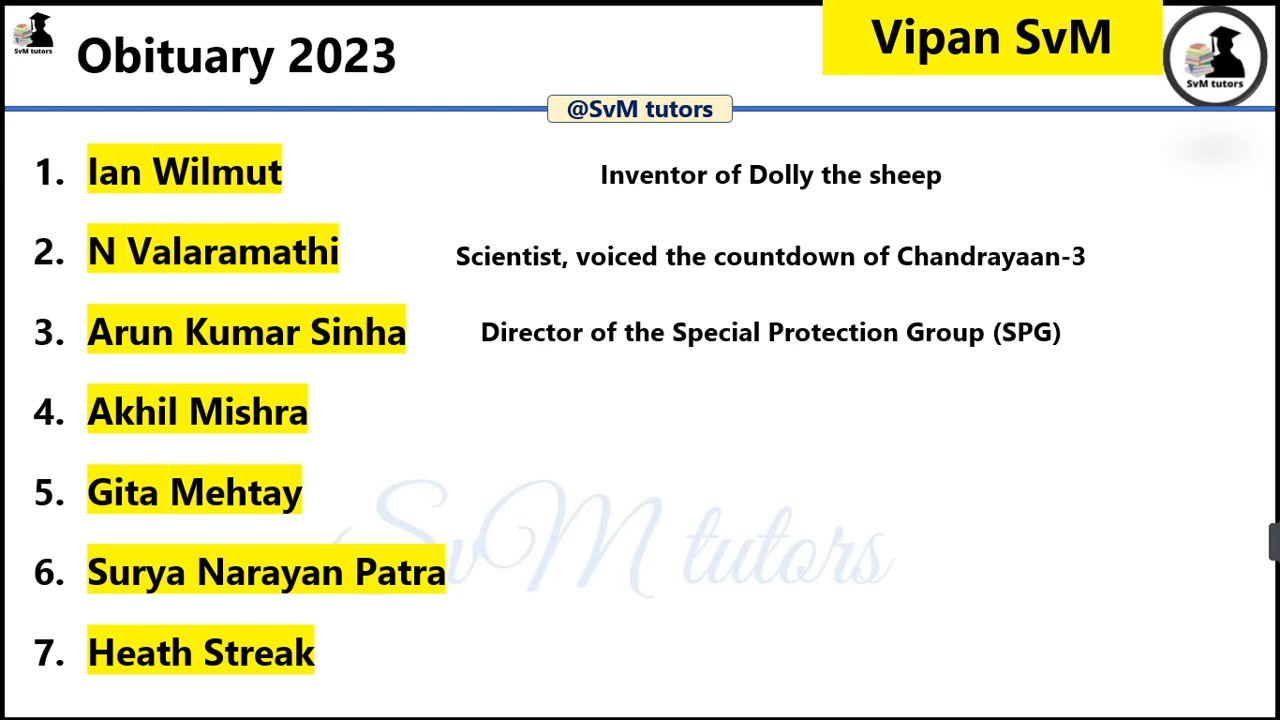 SvM tutors
Obituary 2023
Vipan SvM
SvM tutors
@SvM tutors
1. Ian Wilmut Inventor of Dolly the sheep
2. N Valaramathi Scientist, voiced the countdown of Chandrayaan-3
3. Arun Kumar Sinha Director of the Special Protection Group (SPG)
4. Akhil Mishra
5. Gita Mehtay
SvM tutors
6. Surya Narayan Patra
7. Heath Streak